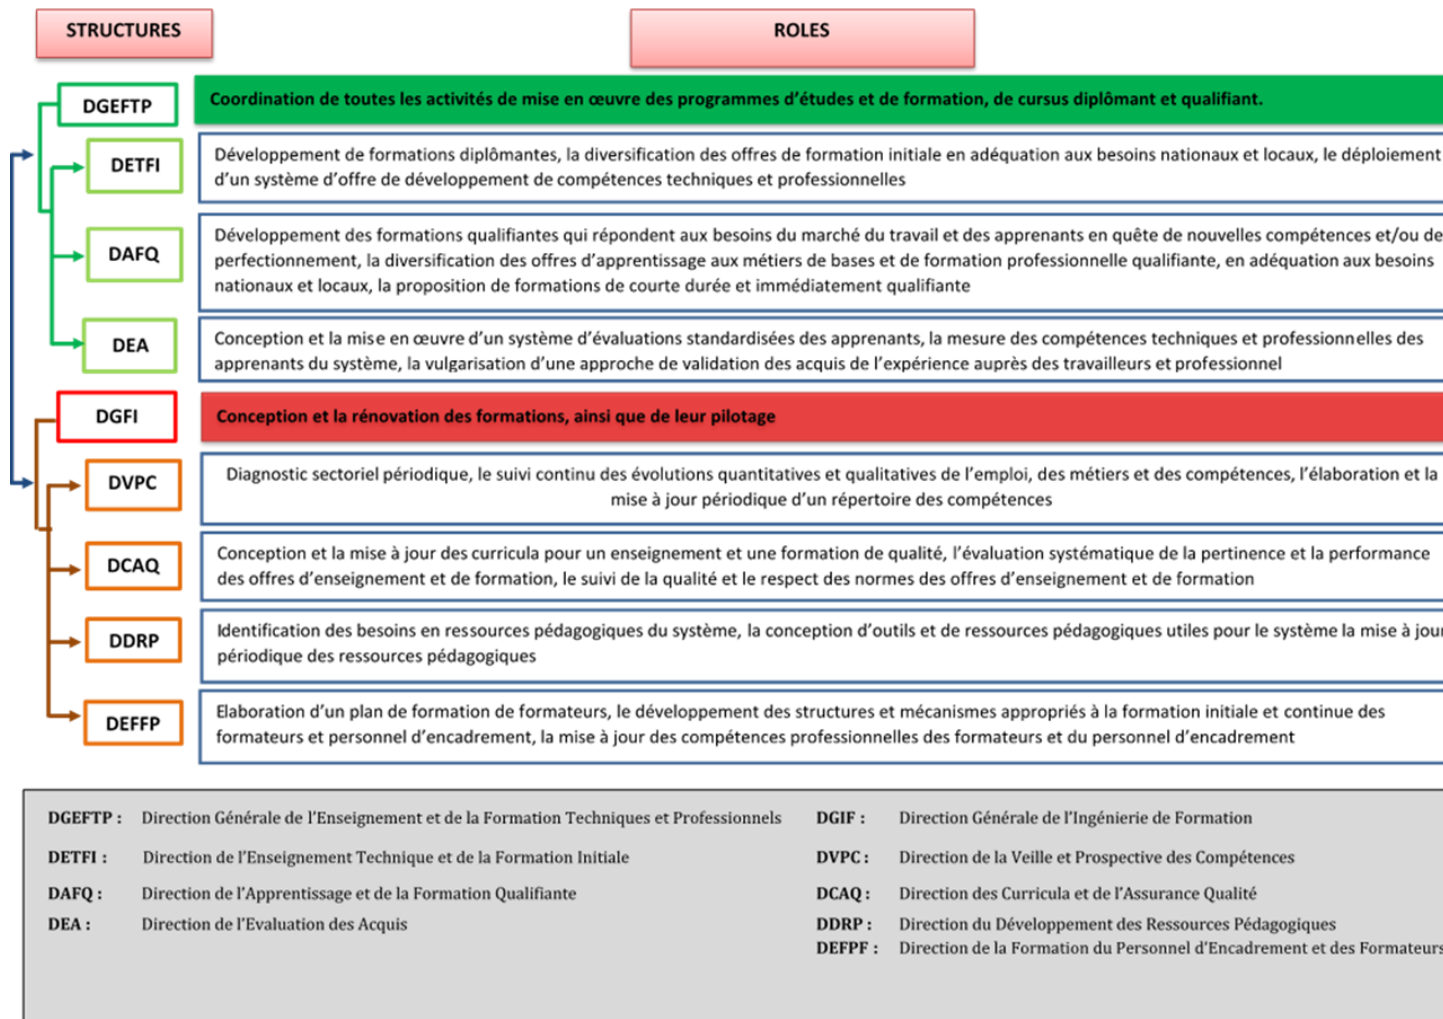 STRUCTURES
ROLES
DGEFTP
Coordination de toutes les activités de mise en œuvre des programmes d'études et de formation, de cursus diplômant et qualifiant.
DETFI
Développement de formations diplômantes, la diversification des offres de formation initiale en adéquation aux besoins nationaux et locaux, le déploiement
d'un système d'offre de développement de compétences techniques et professionnelles
DAFQ
Développement des formations qualifiantes qui répondent aux besoins du marché du travail et des apprenants en quête de nouvelles compétences et/ou de
perfectionnement, la diversification des offres d'apprentissage aux métiers de bases et de formation professionnelle qualifiante, en adéquation aux besoins
nationaux et locaux, la proposition de formations de courte durée et immédiatement qualifiante
DEA
Conception et la mise en œuvre d'un système d'évaluations standardisées des apprenants, la mesure des compétences techniques et professionnelles des
apprenants du système, la vulgarisation d'une approche de validation des acquis de l'expérience auprès des travailleurs et professionnel
DGFI
Conception et la rénovation des formations, ainsi que de leur pilotage
DVPC
Diagnostic sectoriel périodique, le suivi continu des évolutions quantitatives et qualitatives de l'emploi, des métiers et des compétences, l'élaboration et la
mise à jour périodique d'un répertoire des compétences
DCAQ
Conception et la mise à jour des curricula pour un enseignement et une formation de qualité, l'évaluation systématique de la pertinence et la performance
des offres d'enseignement et de formation, le suivi de la qualité et le respect des normes des offres d'enseignement et de formation
DDRP
Identification des besoins en ressources pédagogiques du système, la conception d'outils et de ressources pédagogiques utiles pour le système la mise à jour
périodique des ressources pédagogiques
DEFFP
Elaboration d'un plan de formation de formateurs, le développement des structures et mécanismes appropriés à la formation initiale et continue des
formateurs et personnel d'encadrement, la mise à jour des compétences professionnelles des formateurs et du personnel d'encadrement
DGEFTP : Direction Générale de l'Enseignement et de la Formation Techniques et Professionnels
DETFI : Direction de l'Enseignement Technique et de la Formation Initiale
DAFQ : Direction de l'Apprentissage et de la Formation Qualifiante
DEA : Direction de l'Evaluation des Acquis
DGIF : Direction Générale de l'Ingénierie de Formation
DVPC : Direction de la Veille et Prospective des Compétences
DCAQ : Direction des Curricula et de l'Assurance Qualité
DDRP : Direction du Développement des Ressources Pédagogiques
DEFPF : Direction de la Formation du Personnel d'Encadrement et des Formateurs